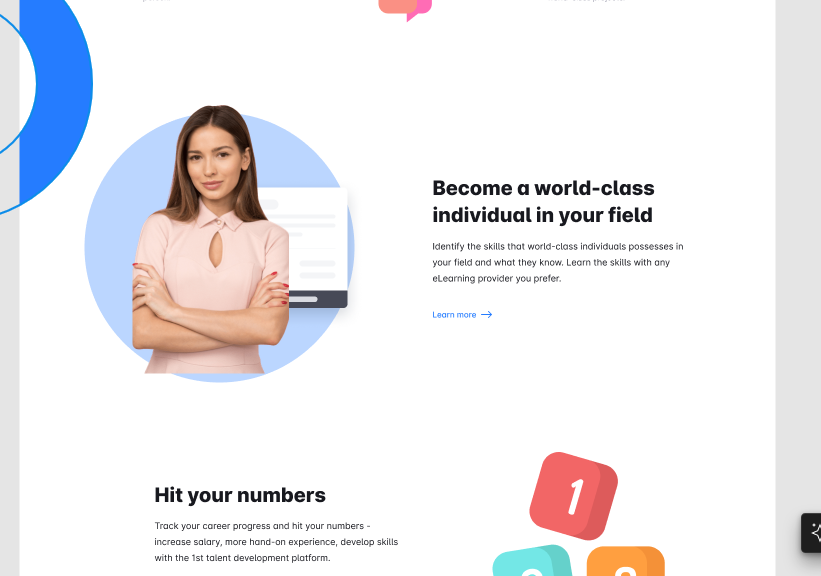 Become a world-class
individual in your field
Identify the skills that world-class individuals possesses in
your field and what they know. Learn the skills with any
eLearning provider you prefer.
Learn more
1
Hit your numbers
Track your career progress and hit your numbers -
increase salary, more hand-on experience, develop skills
with the 1st talent development platform.